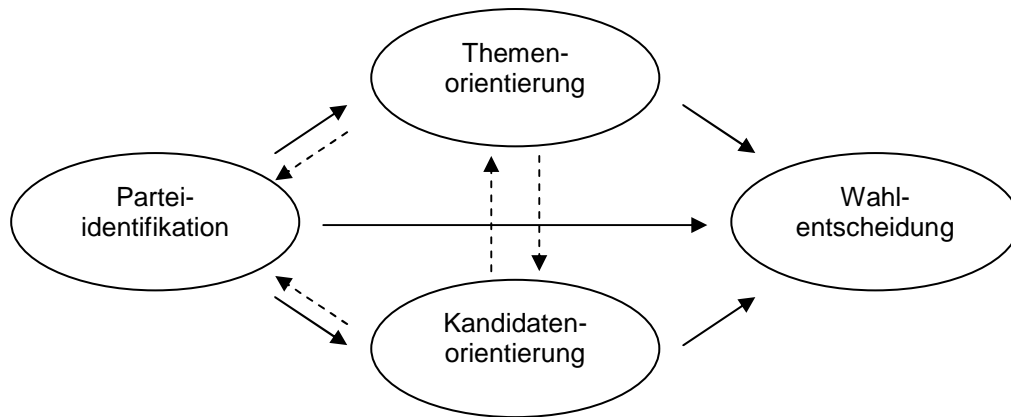 Themen-
orientierung
Partei-
identifikation
Wahl-
entscheidung
Kandidaten-
orientierung